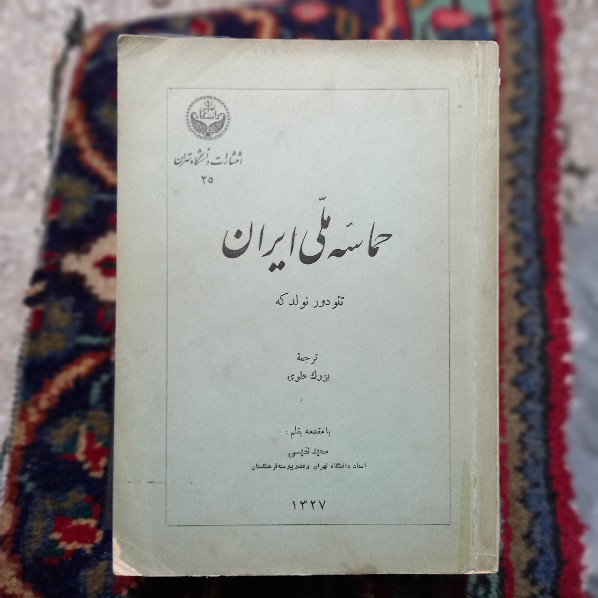 انتشارات دانشگاه تهران
۲۵
حماسهٔ ملّی ایران
تئودور نولدکه
ترجمهٔ
بزرگ علوی
با مقدمه بقلم :
سعید نفیسی
استاد دانشگاه تهران و عضو پیوسته فرهنگستان
۱۳۲۷